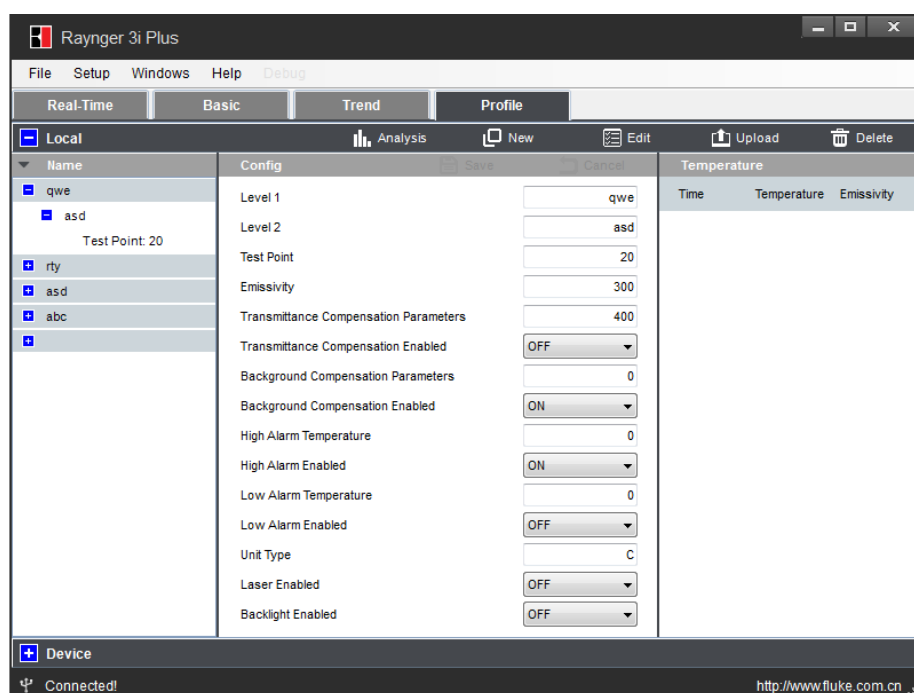 Raynger 3i Plus
File Setup Windows Help Debug
Real-Time Basic Trend Profile
Local Analysis New Edit Upload Delete
Name Config Save Cancel Temperature
qwe
asd
Test Point: 20
rty
asd
abc
Level 1 qwe
Level 2 asd
Test Point 20
Emissivity 300
Transmittance Compensation Parameters 400
Transmittance Compensation Enabled OFF
Background Compensation Parameters 0
Background Compensation Enabled ON
High Alarm Temperature 0
High Alarm Enabled ON
Low Alarm Temperature 0
Low Alarm Enabled OFF
Unit Type C
Laser Enabled OFF
Backlight Enabled OFF
Time Temperature Emissivity
Device
Connected! http://www.fluke.com.cn